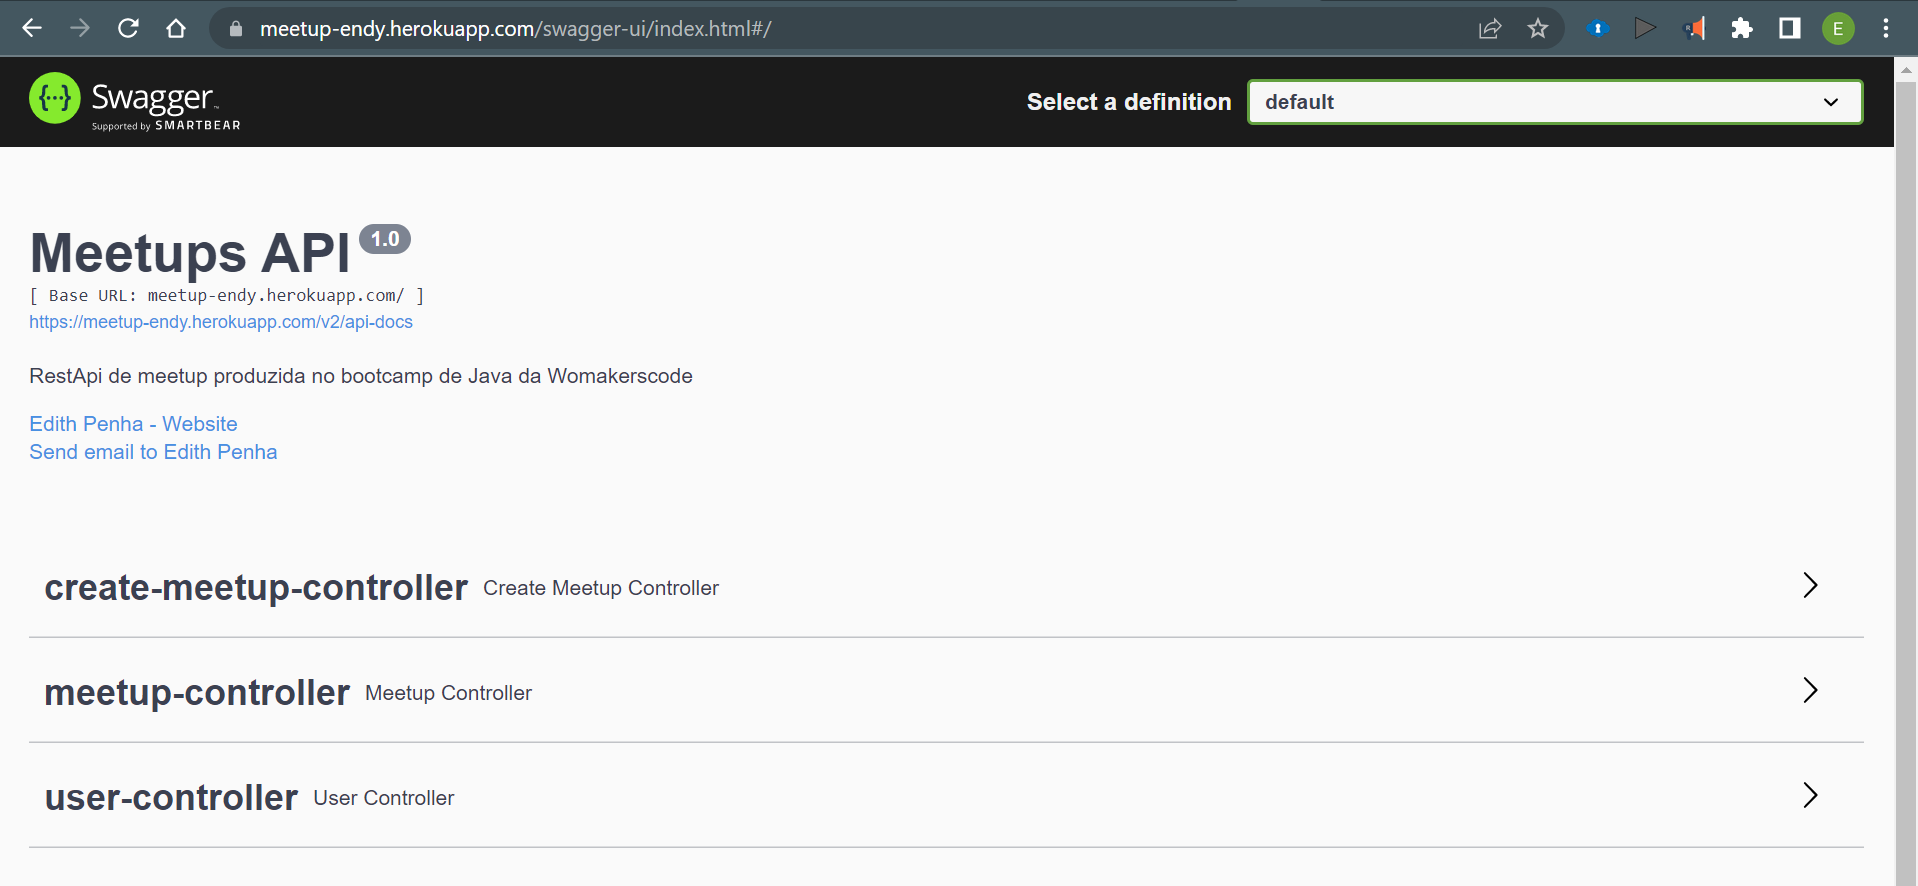 meetup-endy.herokuapp.com/swagger-ui/index.html#/
E
{···} Swagger™
Supported by SMARTBEAR
Select a definition
default
Meetups API 1.0
[ Base URL: meetup-endy.herokuapp.com/ ]
https://meetup-endy.herokuapp.com/v2/api-docs
RestApi de meetup produzida no bootcamp de Java da Womakerscode
Edith Penha - Website
Send email to Edith Penha
create-meetup-controller Create Meetup Controller
meetup-controller Meetup Controller
user-controller User Controller